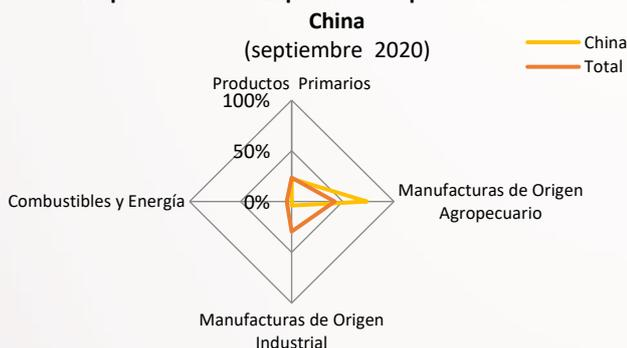 China
(septiembre 2020)
China
Total
Productos Primarios
100%
50%
Combustibles y Energía
0%
Manufacturas de Origen
Agropecuario
Manufacturas de Origen
Industrial